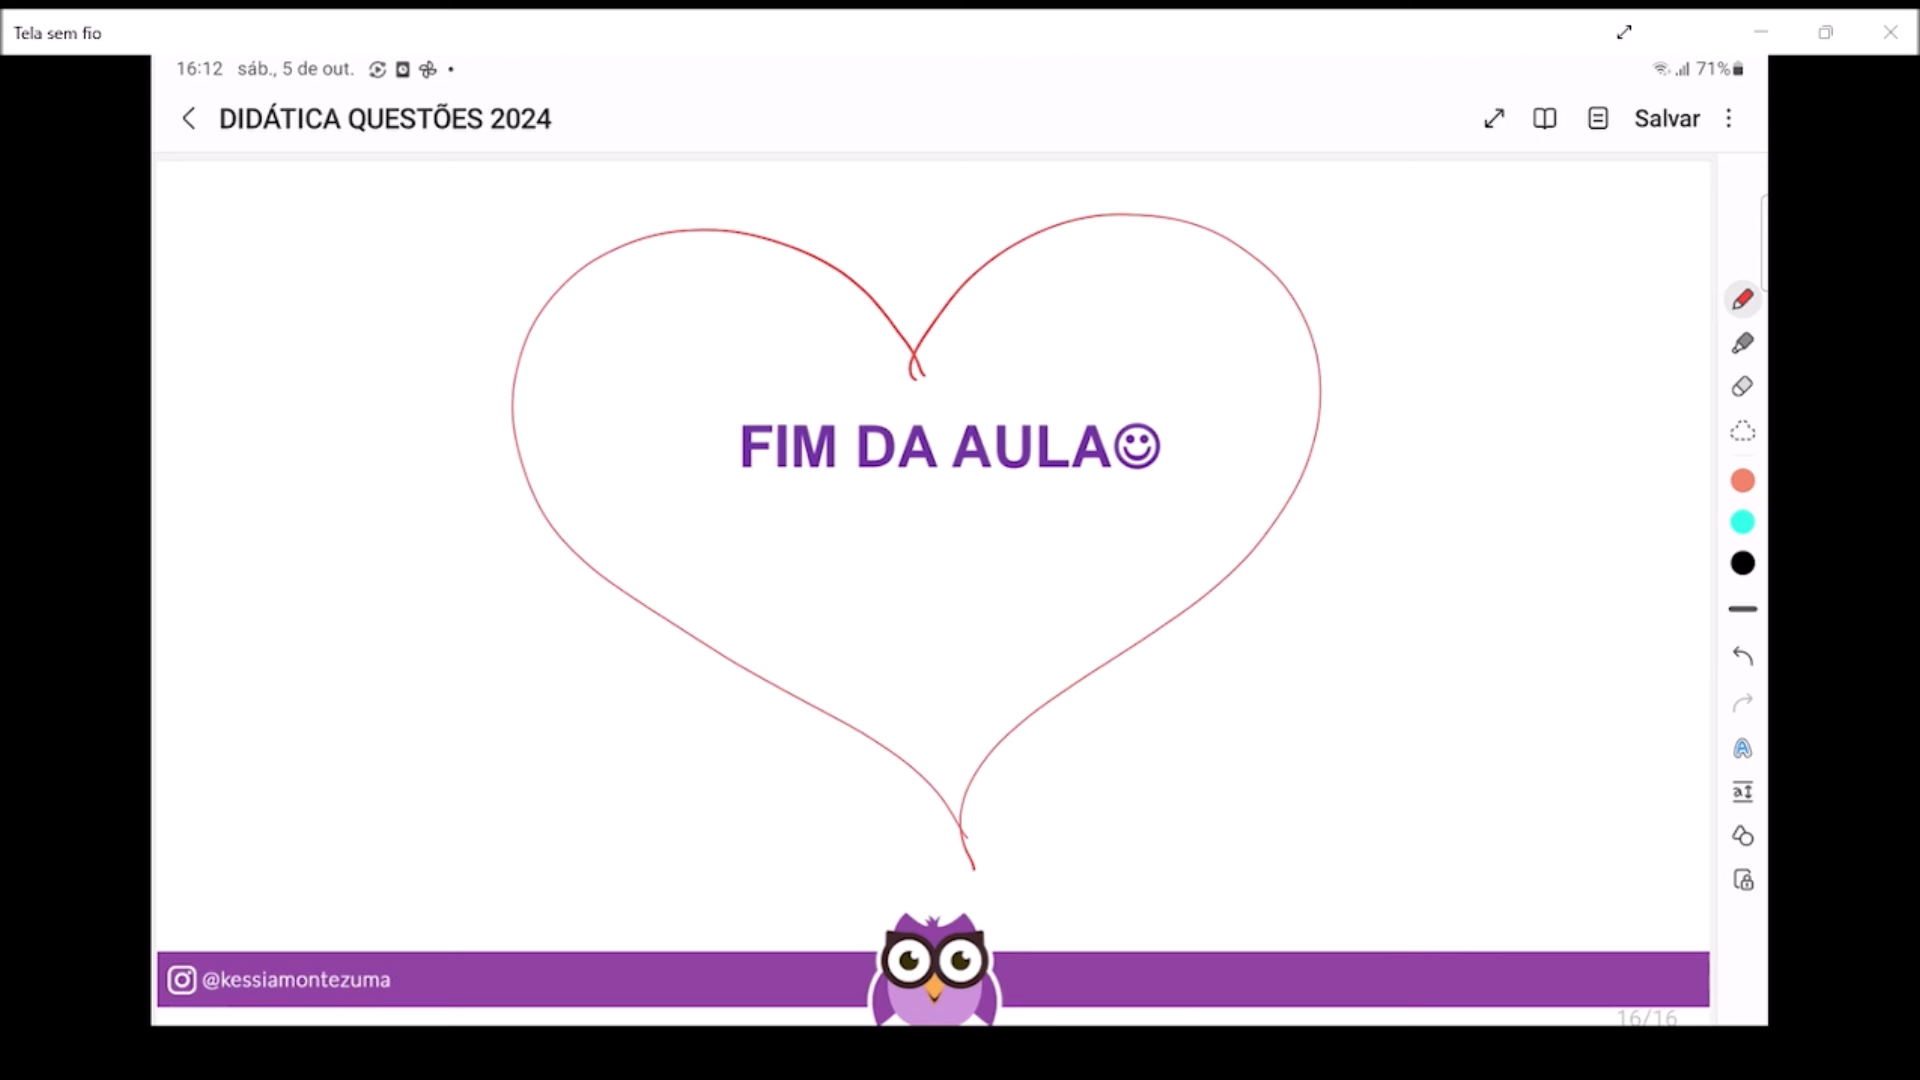 Tela sem fio
16:12 sáb., 5 de out. 71%
DIDÁTICA QUESTÕES 2024 Salvar
FIM DA AULA☺
@kessiamontezuma
16/16